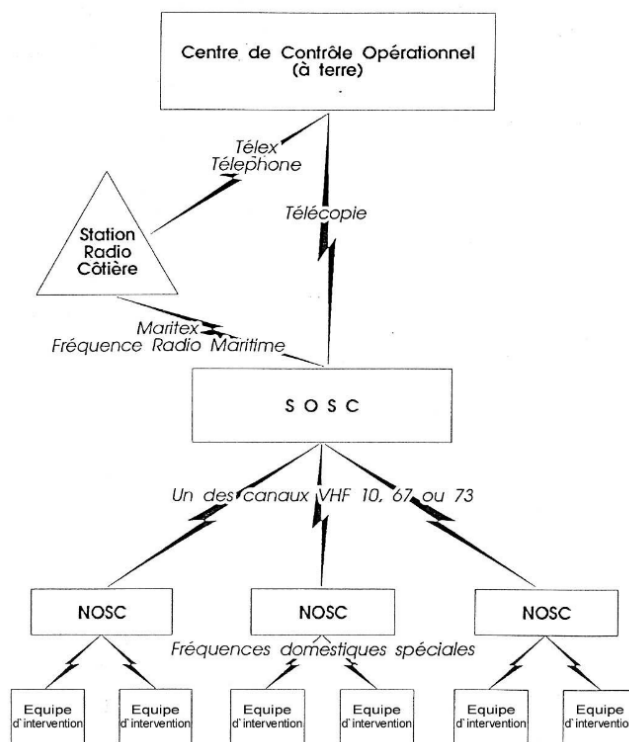 Centre de Contrôle Opérationnel
(à terre)
Télex
Télephone
Télécopie
Station
Radio
Côtière
Maritex
Fréquence Radio Maritime
S O S C
Un des canaux VHF 10, 67 ou 73
NOSC
NOSC
NOSC
Fréquences domestiques spéciales
Equipe
d'intervention
Equipe
d'intervention
Equipe
d'intervention
Equipe
d'intervention
Equipe
d'intervention
Equipe
d'intervention